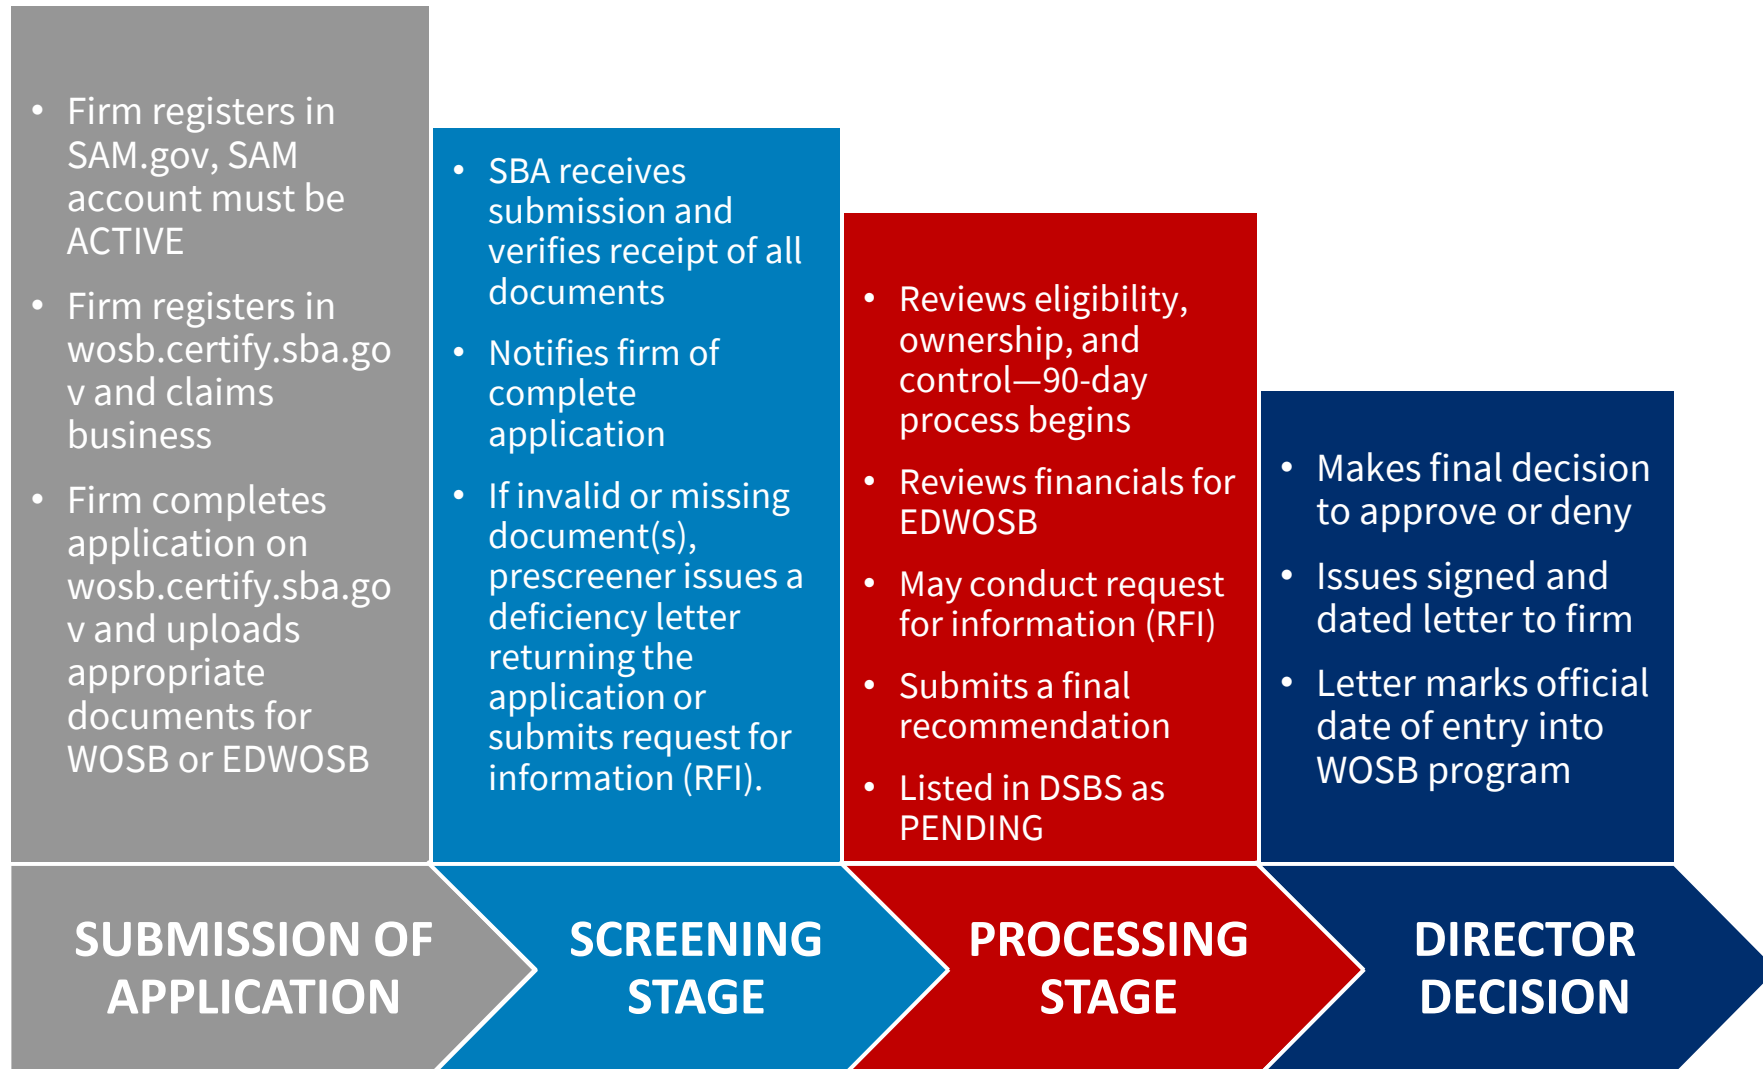 • Firm registers in
SAM.gov, SAM
account must be
ACTIVE
• Firm registers in
wosb.certify.sba.go
v and claims
business
• Firm completes
application on
wosb.certify.sba.go
v and uploads
appropriate
documents for
WOSB or EDWOSB
SUBMISSION OF
APPLICATION
• SBA receives
submission and
verifies receipt of all
documents
• Notifies firm of
complete
application
• If invalid or missing
document(s),
prescreener issues a
deficiency letter
returning the
application or
submits request for
information (RFI).
SCREENING
STAGE
• Reviews eligibility,
ownership, and
control—90-day
process begins
• Reviews financials for
EDWOSB
• May conduct request
for information (RFI)
• Submits a final
recommendation
• Listed in DSBS as
PENDING
PROCESSING
STAGE
• Makes final decision
to approve or deny
• Issues signed and
dated letter to firm
• Letter marks official
date of entry into
WOSB program
DIRECTOR
DECISION